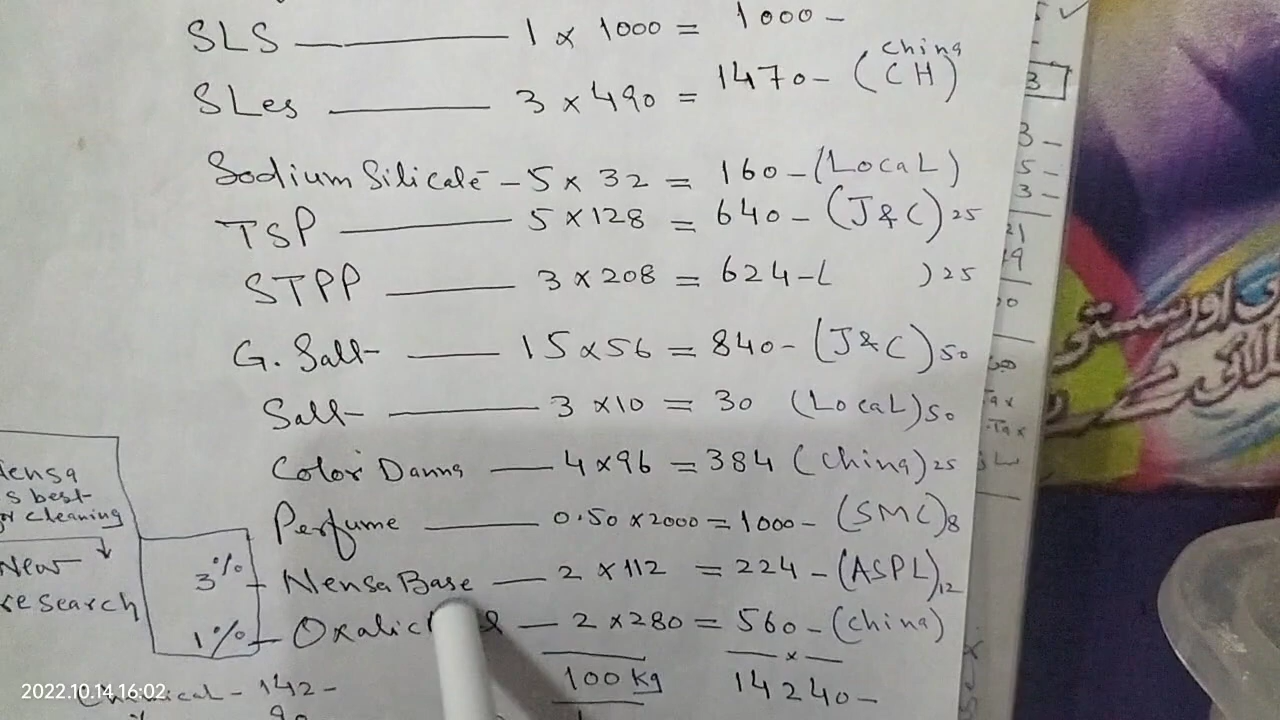 SLS — 1 x 1000 = 1000 -
SLes — 3 x 490 = 1470 - (CH) China
Sodium Silicate - 5 x 32 = 160 - (Local)
TSP — 5 x 128 = 640 - (J&C) 25
STPP — 3 x 208 = 624 - ( ) 25
G. Salt — 15 x 56 = 840 - (J&C) 50
Salt — 3 x 10 = 30 (Local) 50
Color Danna — 4 x 96 = 384 (China) 25
Perfume — 0.50 x 2000 = 1000 - (SMC) 8
3% - Nensa Base — 2 x 112 = 224 - (ASPL) 12
1% - Oxalic — 2 x 280 = 560 - (China)
100 kg 14240 -
best
cleaning
New
research
142 -
2022.10.14 16:02
اور سستی